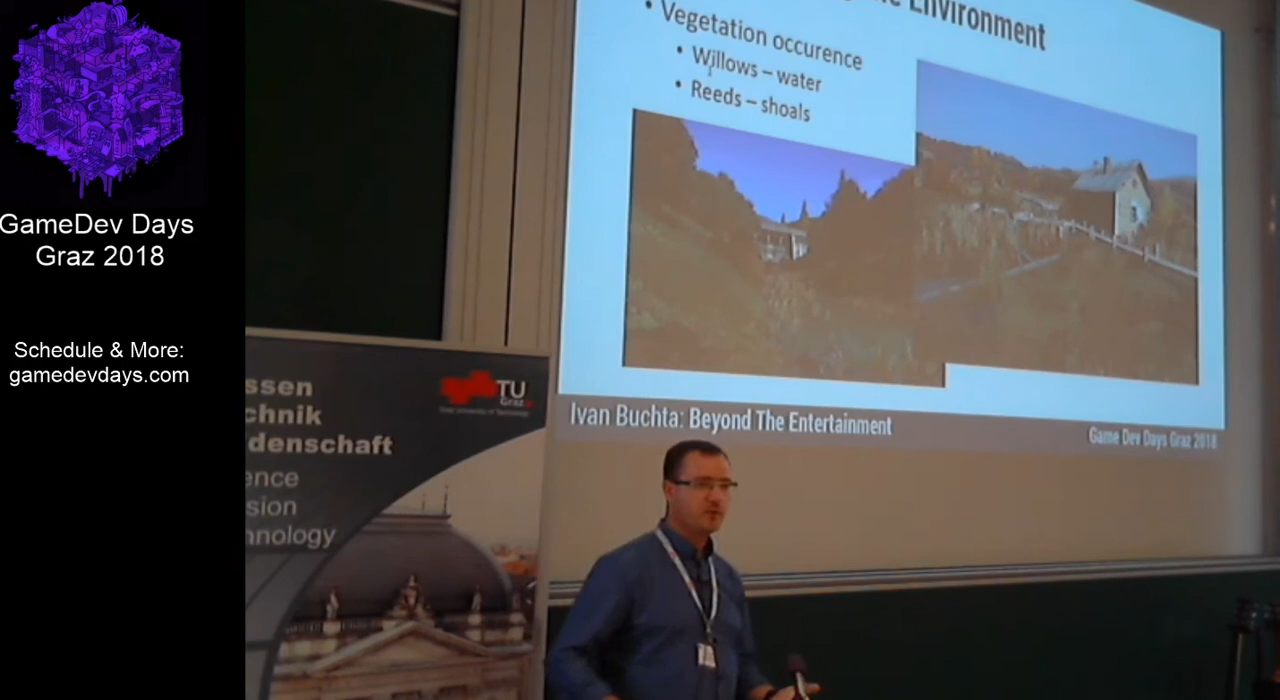 GameDev Days
Graz 2018
Schedule & More:
gamedevdays.com
Environment
• Vegetation occurence
• Willows – water
• Reeds – shoals
Ivan Buchta: Beyond The Entertainment
Game Dev Days Graz 2018
TU
Graz
ssen
chnik
denschaft
ence
sion
nology